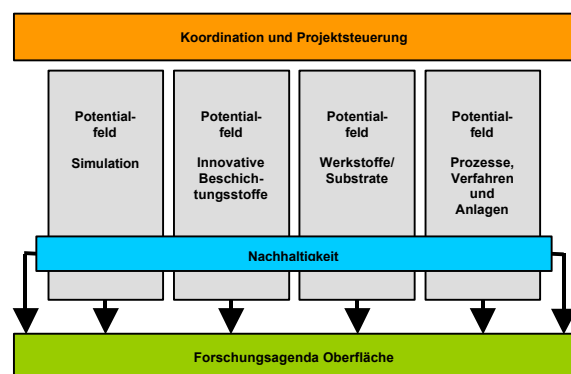 Koordination und Projektsteuerung
Potential-
feld
Simulation
Potential-
feld
Innovative
Beschich-
tungsstoffe
Potential-
feld
Werkstoffe/
Substrate
Potential-
feld
Prozesse,
Verfahren
und
Anlagen
Nachhaltigkeit
Forschungsagenda Oberfläche